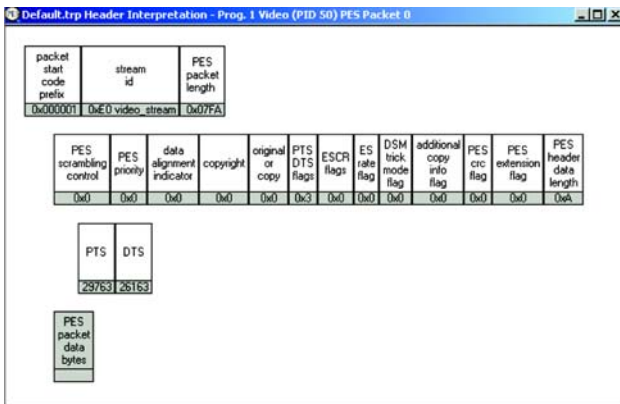 Default.trp Header Interpretation - Prog. 1 Video (PID 50) PES Packet 0
packet start code prefix
stream id
PES packet length
0x000001 0xE0 video_stream 0x07FA
PES scrambling control
PES priority
data alignment indicator
copyright
original or copy
PTS DTS flags
ESCR flags
ES rate flag
DSM trick mode flag
additional copy info flag
PES crc flag
PES extension flag
PES header data length
0x0 0x0 0x0 0x0 0x0 0x3 0x0 0x0 0x0 0x0 0x0 0x0 0xA
PTS DTS
29763 26163
PES
packet
data
bytes